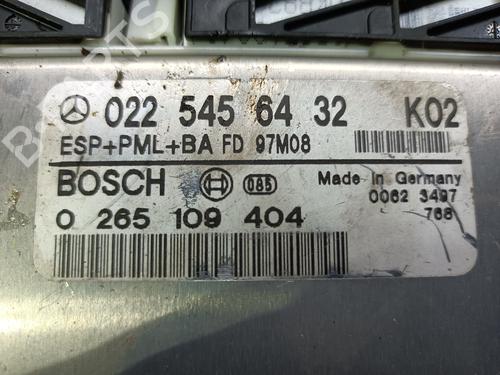 022 545 64 32 K02
ESP+PML+BA FD 97M08
BOSCH 085 Made in Germany
0 265 109 404 0062 3497
768